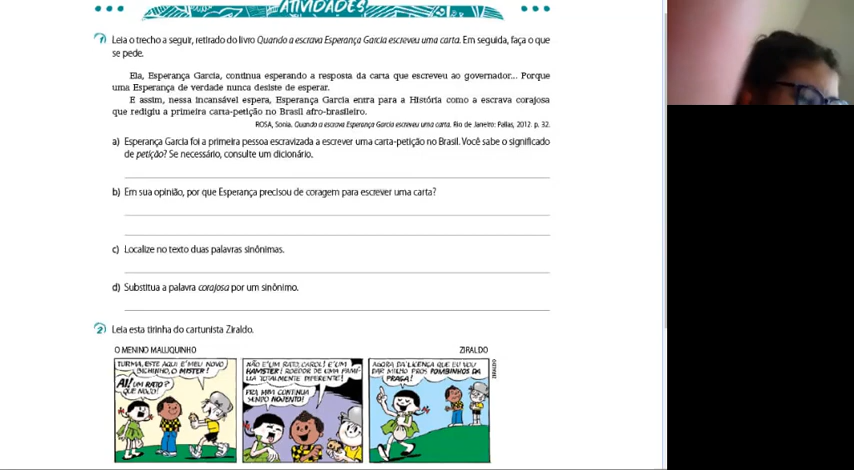 ATIVIDADES
1 Leia o trecho a seguir, retirado do livro Quando a escrava Esperança Garcia escreveu uma carta. Em seguida, faça o que
se pede.
Ela, Esperança Garcia, continua esperando a resposta da carta que escreveu ao governador... Porque
uma Esperança de verdade nunca desiste de esperar.
E assim, nessa incansável espera, Esperança Garcia entra para a História como a escrava corajosa
que redigiu a primeira carta-petição no Brasil afro-brasileiro.
ROSA, Sonia. Quando a escrava Esperança Garcia escreveu uma carta. Rio de Janeiro: Pallas, 2012. p. 32.
a) Esperança Garcia foi a primeira pessoa escravizada a escrever uma carta-petição no Brasil. Você sabe o significado
de petição? Se necessário, consulte um dicionário.
b) Em sua opinião, por que Esperança precisou de coragem para escrever uma carta?
c) Localize no texto duas palavras sinônimas.
d) Substitua a palavra corajosa por um sinônimo.
2 Leia esta tirinha do cartunista Ziraldo.
O MENINO MALUQUINHO
ZIRALDO
TURMA, ESTE AQUI É MEU NOVO
BICHINHO, O MISTER!
AI! UM RATO?
QUE NOJO!
NÃO É UM RATO, CAROL! É UM
HAMSTER! ROEDOR DE UMA FAMÍ-
LIA TOTALMENTE DIFERENTE!
PRA MIM CONTINUA
SENDO NOJENTO!
AGORA DÁ LICENÇA QUE EU VOU
DAR MILHO PROS POMBINHOS DA
PRAÇA!
ZIRALDO